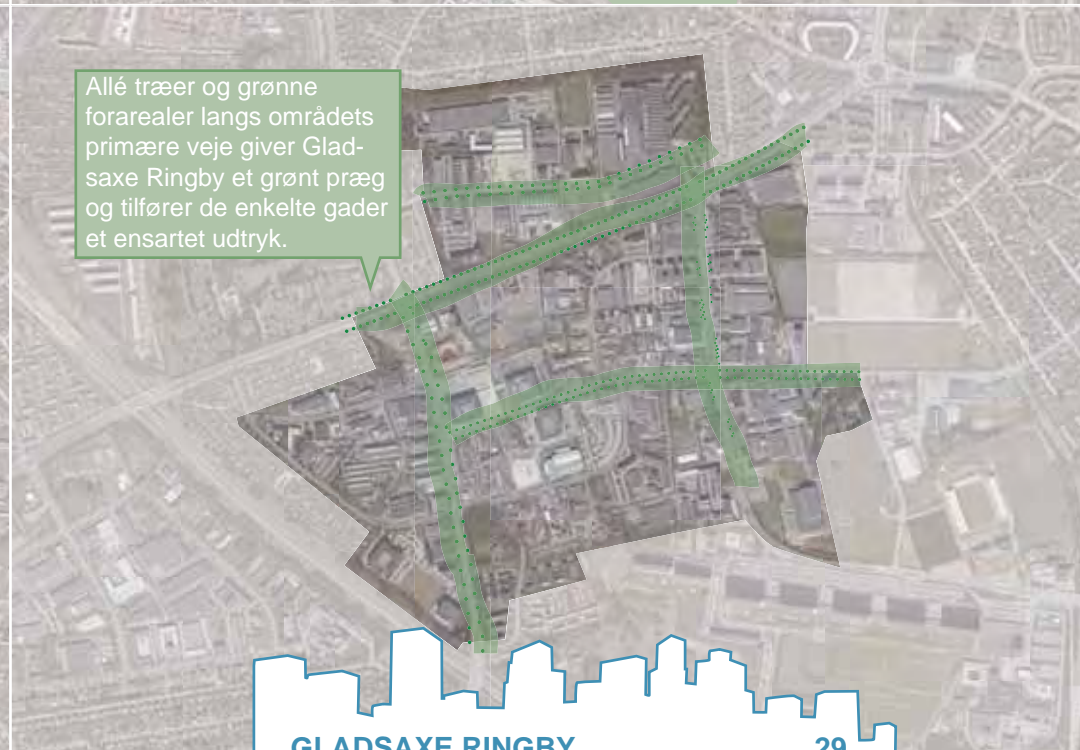 Allé træer og grønne
forarealer langs områdets
primære veje giver Glad-
saxe Ringby et grønt præg
og tilfører de enkelte gader
et ensartet udtryk.
GLADSAXE RINGBY 29